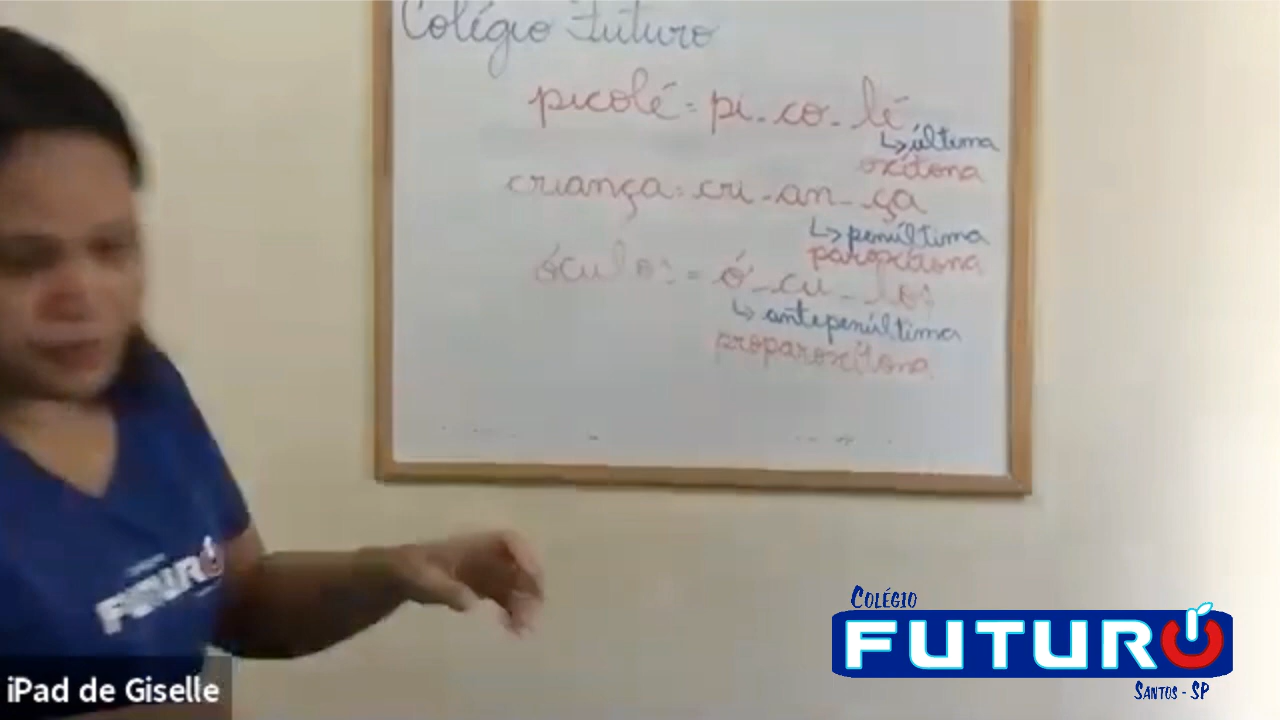 Colégio Futuro
picolé = pi - co - lé
↳ última
oxítona
criança = cri - an - ça
↳ penúltima
paroxítona
óculos = ó - cu - los
↳ antepenúltima
proparoxítona
FUTURO
iPad de Giselle
COLÉGIO
FUTURO
SANTOS - SP